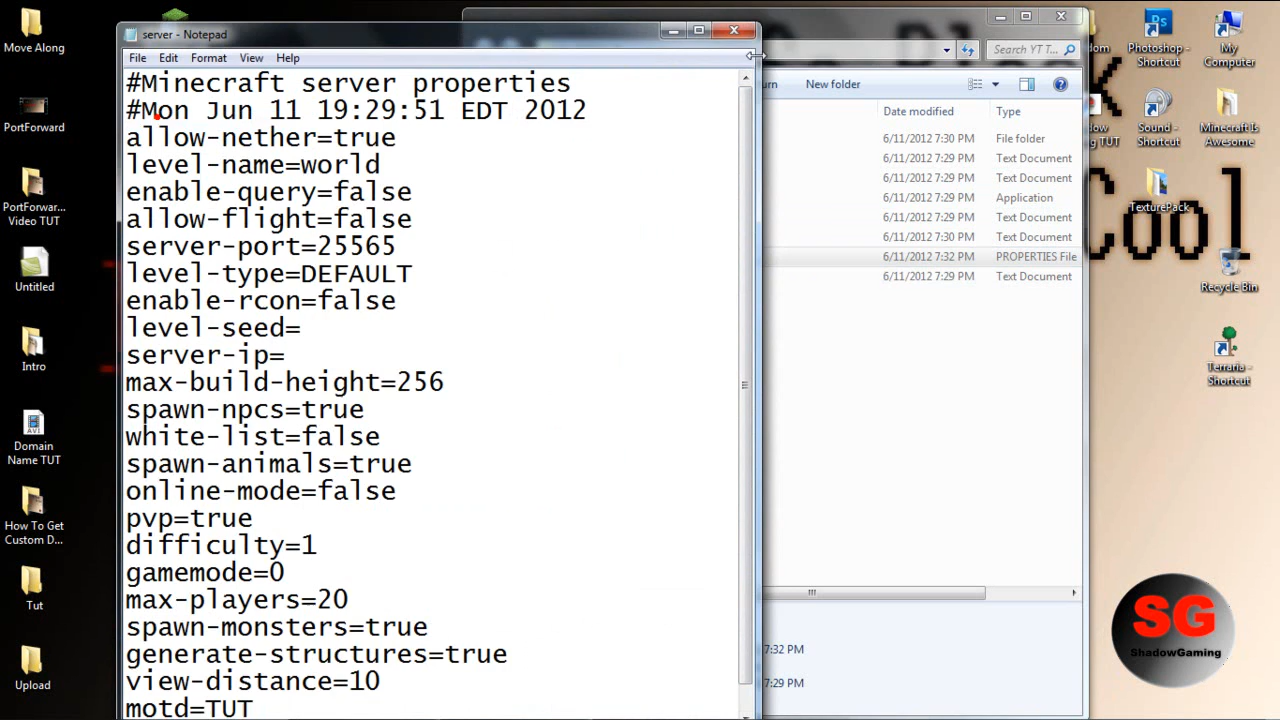 Move Along
PortForward
PortForwar...
Video TUT
Untitled
Intro
Domain
Name TUT
How To Get
Custom D...
Tut
Upload
server - Notepad
File Edit Format View Help
#Minecraft server properties
#Mon Jun 11 19:29:51 EDT 2012
allow-nether=true
level-name=world
enable-query=false
allow-flight=false
server-port=25565
level-type=DEFAULT
enable-rcon=false
level-seed=
server-ip=
max-build-height=256
spawn-npcs=true
white-list=false
spawn-animals=true
online-mode=false
pvp=true
difficulty=1
gamemode=0
max-players=20
spawn-monsters=true
generate-structures=true
view-distance=10
motd=TUT
Search YT T...
New folder
Date modified Type
6/11/2012 7:30 PM File folder
6/11/2012 7:29 PM Text Document
6/11/2012 7:29 PM Text Document
6/11/2012 7:29 PM Application
6/11/2012 7:29 PM Text Document
6/11/2012 7:30 PM Text Document
6/11/2012 7:32 PM PROPERTIES File
6/11/2012 7:29 PM Text Document
7:32 PM
7:29 PM
Photoshop -
Shortcut
My
Computer
Sound -
Shortcut
Minecraft Is
Awesome
TexturePack
Cool
Recycle Bin
Terraria -
Shortcut
SG
ShadowGaming